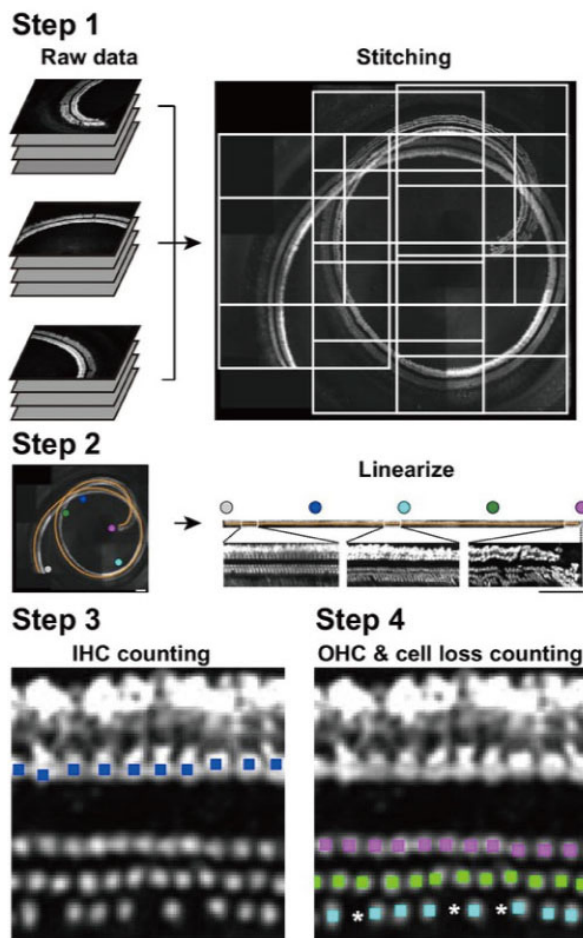 Step 1
Raw data
Stitching
Step 2
Linearize
Step 3
IHC counting
Step 4
OHC & cell loss counting
* * *